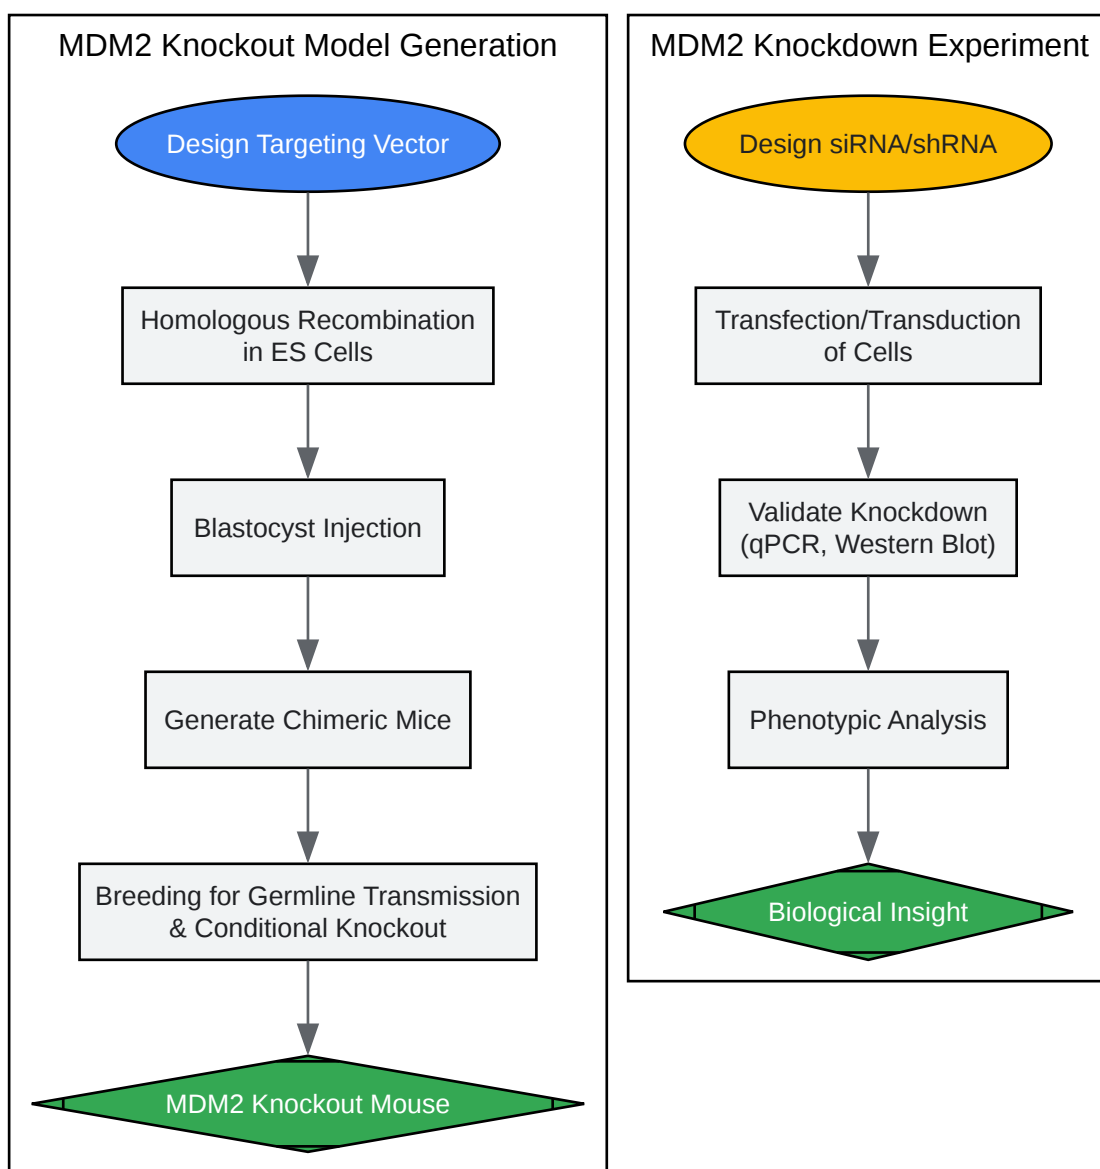 MDM2 Knockout Model Generation
Design Targeting Vector
Homologous Recombination
in ES Cells
Blastocyst Injection
Generate Chimeric Mice
Breeding for Germline Transmission
& Conditional Knockout
MDM2 Knockout Mouse
MDM2 Knockdown Experiment
Design siRNA/shRNA
Transfection/Transduction
of Cells
Validate Knockdown
(qPCR, Western Blot)
Phenotypic Analysis
Biological Insight